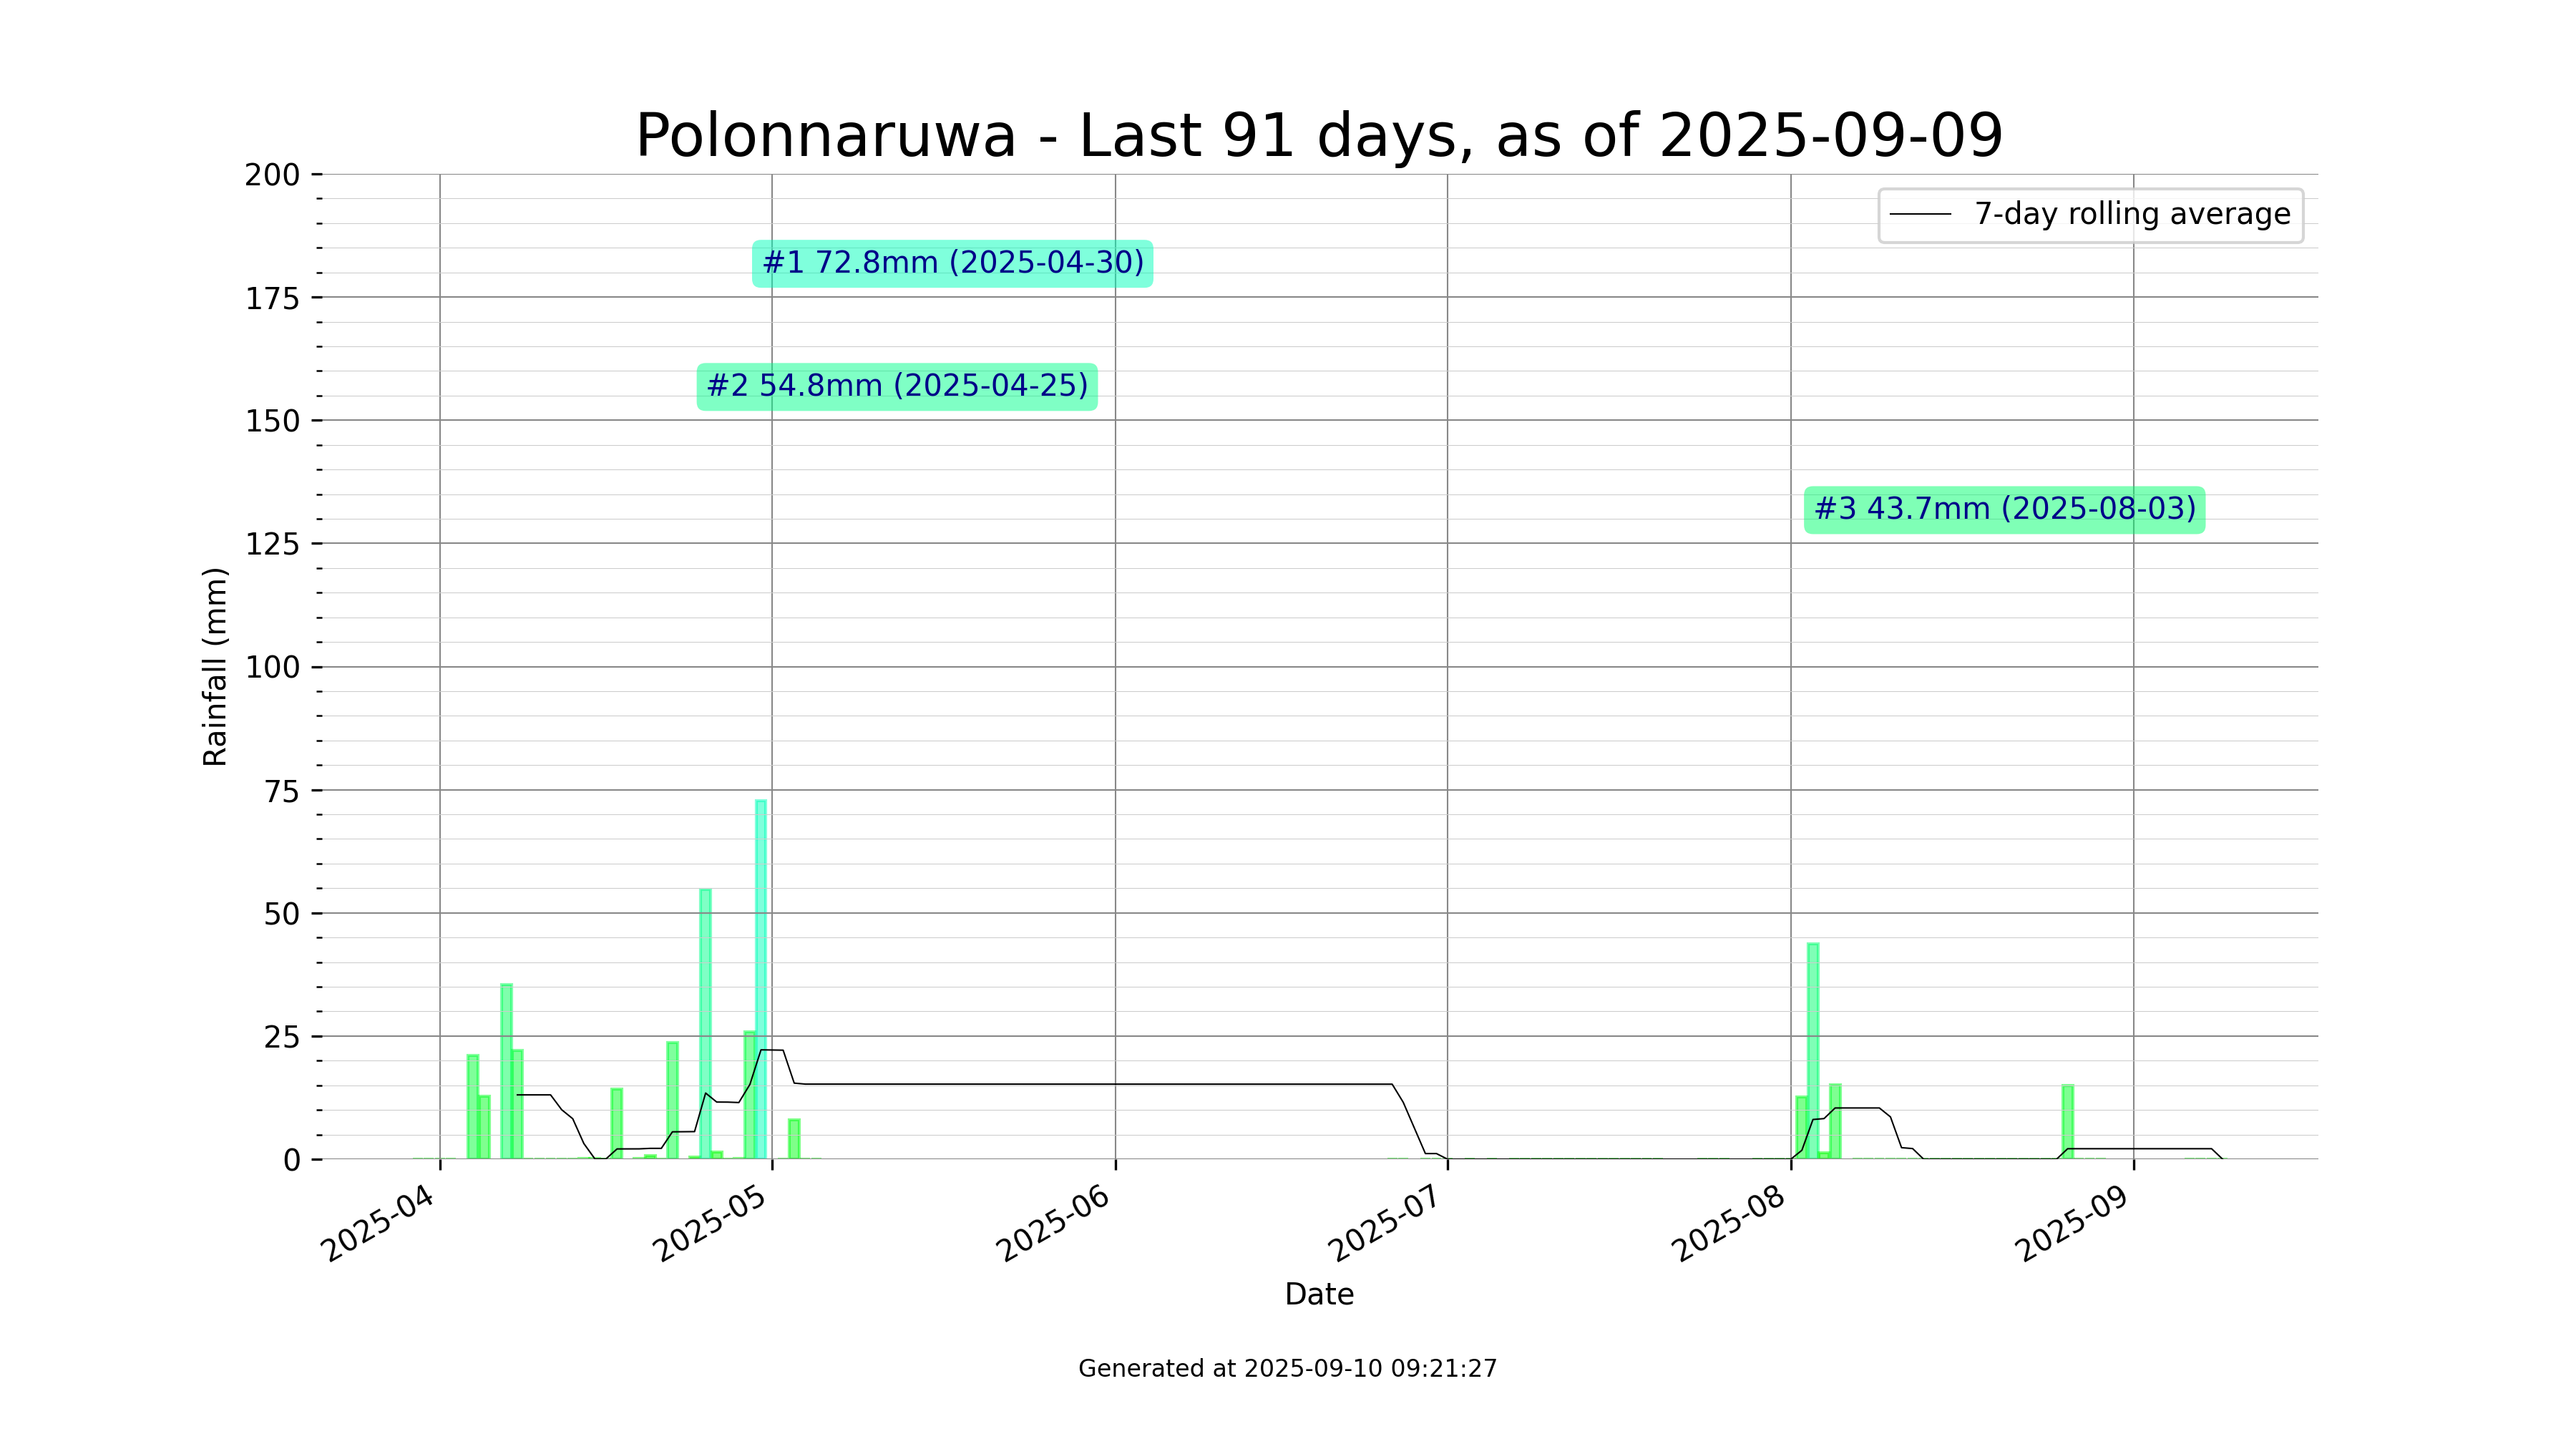 Polonnaruwa - Last 91 days, as of 2025-09-09
7-day rolling average
#1 72.8mm (2025-04-30)
#2 54.8mm (2025-04-25)
#3 43.7mm (2025-08-03)
Rainfall (mm)
200
175
150
125
100
75
50
25
0
2025-04
2025-05
2025-06
2025-07
2025-08
2025-09
Date
Generated at 2025-09-10 09:21:27